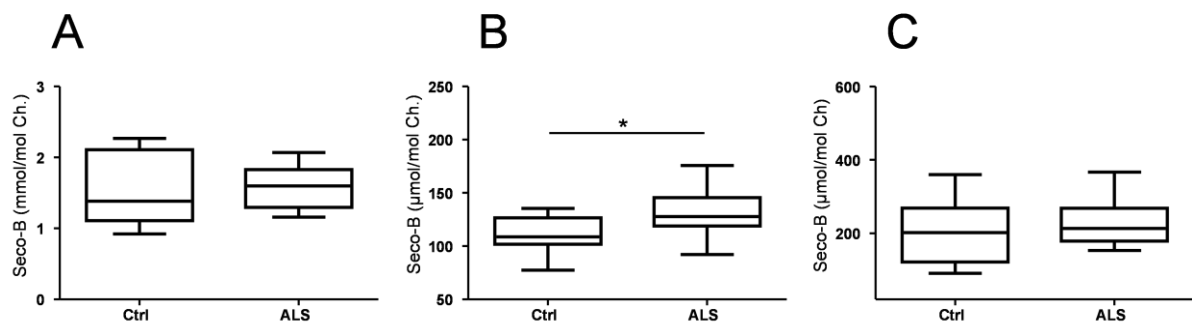 A
Seco-B (mmol/mol Ch.)
3
2
1
0
Ctrl ALS
B
Seco-B (μmol/mol Ch.)
250
200
150
100
50
*
Ctrl ALS
C
Seco-B (μmol/mol Ch)
600
400
200
Ctrl ALS